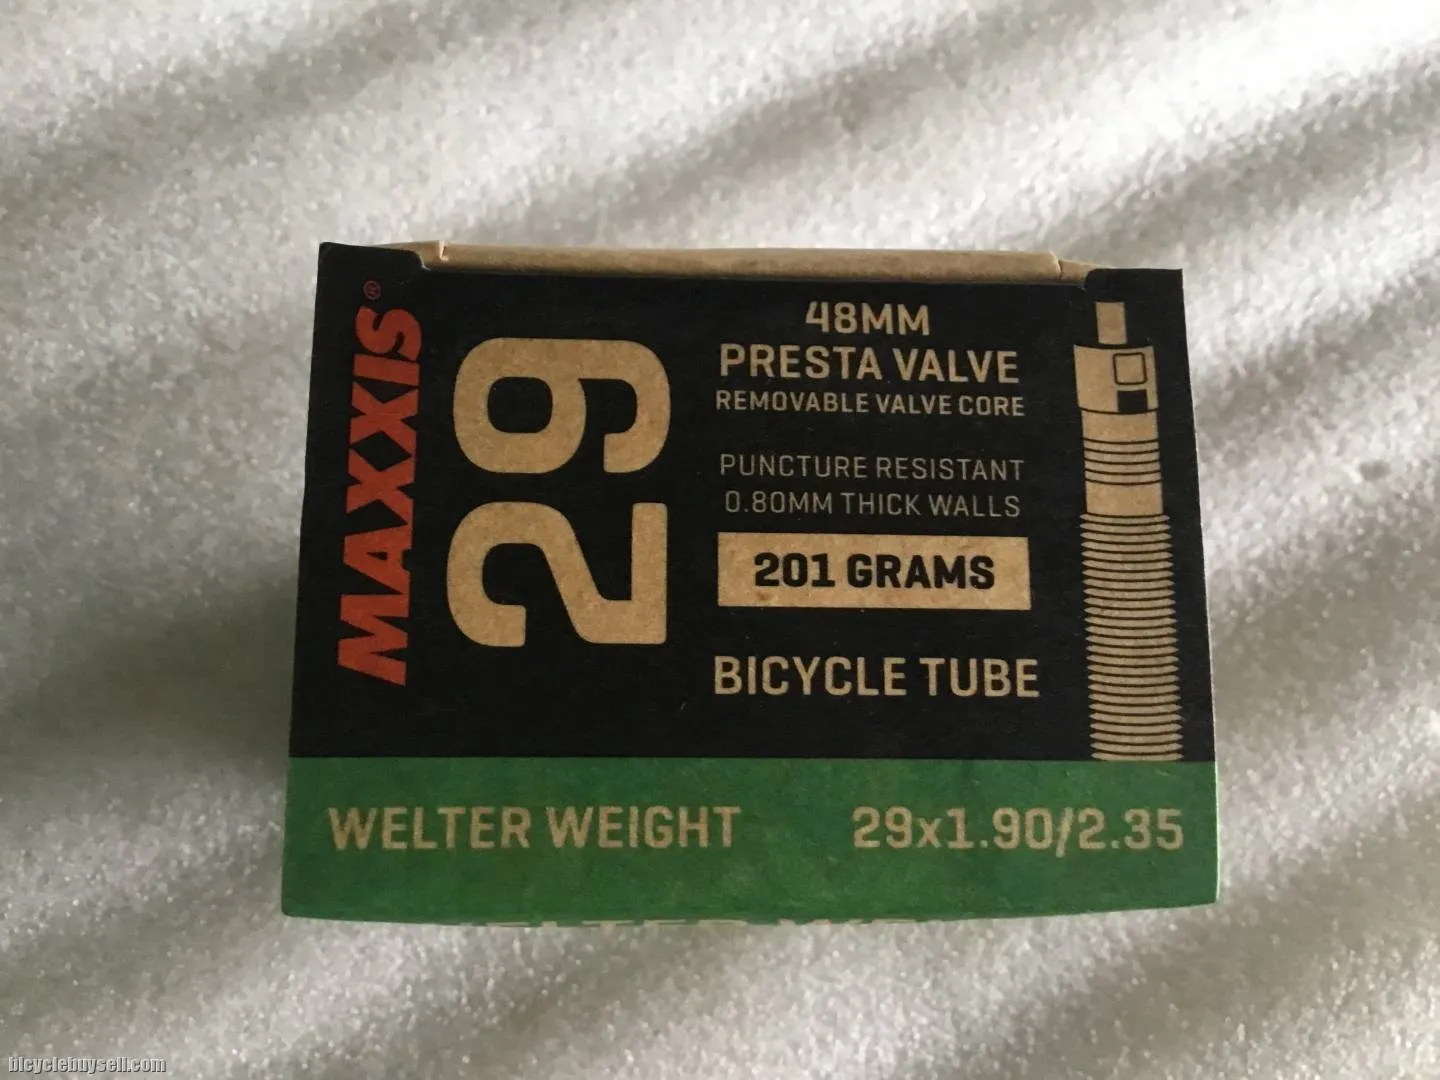 MAXXIS®
29
48MM
PRESTA VALVE
REMOVABLE VALVE CORE
PUNCTURE RESISTANT
0.80MM THICK WALLS
201 GRAMS
BICYCLE TUBE
WELTER WEIGHT
29x1.90/2.35
bicyclebuysell.com